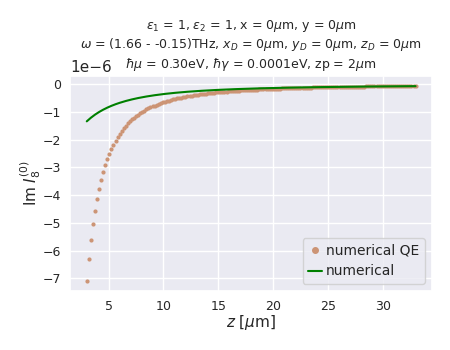 ε₁ = 1, ε₂ = 1, x = 0μm, y = 0μm
ω = (1.66 - -0.15)THz, x_D = 0μm, y_D = 0μm, z_D = 0μm
ħμ = 0.30eV, ħγ = 0.0001eV, zp = 2μm
1e−6
0
−1
−2
−3
−4
−5
−6
−7
Im I₈⁽⁰⁾
numerical QE
numerical
5 10 15 20 25 30
z [μm]